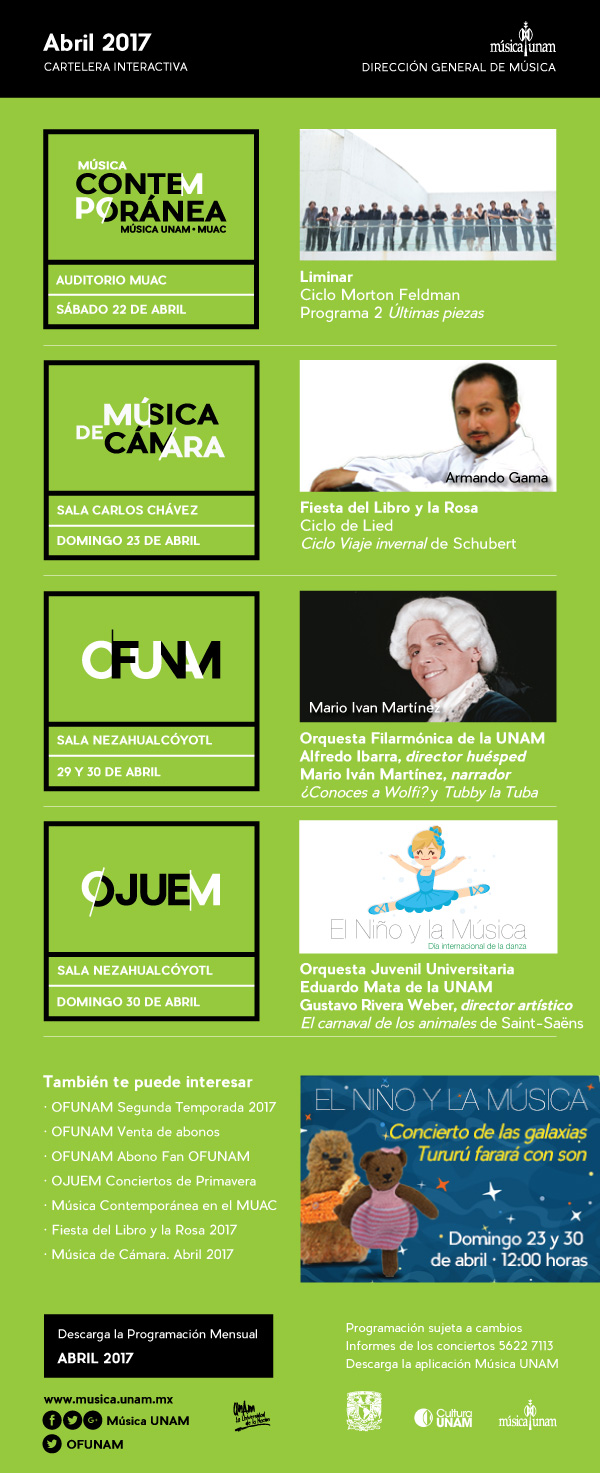 Abril 2017
CARTELERA INTERACTIVA
música unam
DIRECCIÓN GENERAL DE MÚSICA
MÚSICA
CONTEM
PORÁNEA
MÚSICA UNAM • MUAC
AUDITORIO MUAC
SÁBADO 22 DE ABRIL
Liminar
Ciclo Morton Feldman
Programa 2 Últimas piezas
DE MÚSICA
CÁMARA
SALA CARLOS CHÁVEZ
DOMINGO 23 DE ABRIL
Armando Gama
Fiesta del Libro y la Rosa
Ciclo de Lied
Ciclo Viaje invernal de Schubert
OFUNAM
SALA NEZAHUALCÓYOTL
29 Y 30 DE ABRIL
Mario Ivan Martínez
Orquesta Filarmónica de la UNAM
Alfredo Ibarra, director huésped
Mario Iván Martínez, narrador
¿Conoces a Wolfi? y Tubby la Tuba
OJUEM
SALA NEZAHUALCÓYOTL
DOMINGO 30 DE ABRIL
El Niño y la Música
Día internacional de la danza
Orquesta Juvenil Universitaria
Eduardo Mata de la UNAM
Gustavo Rivera Weber, director artístico
El carnaval de los animales de Saint-Saëns
También te puede interesar
· OFUNAM Segunda Temporada 2017
· OFUNAM Venta de abonos
· OFUNAM Abono Fan OFUNAM
· OJUEM Conciertos de Primavera
· Música Contemporánea en el MUAC
· Fiesta del Libro y la Rosa 2017
· Música de Cámara. Abril 2017
EL NIÑO Y LA MÚSICA
Concierto de las galaxias
Tururú farará con son
Domingo 23 y 30
de abril · 12:00 horas
Descarga la Programación Mensual
ABRIL 2017
Programación sujeta a cambios
Informes de los conciertos 5622 7113
Descarga la aplicación Música UNAM
www.musica.unam.mx
Música UNAM
OFUNAM
UNAM
La Universidad
de la Nación
Cultura
UNAM
música unam